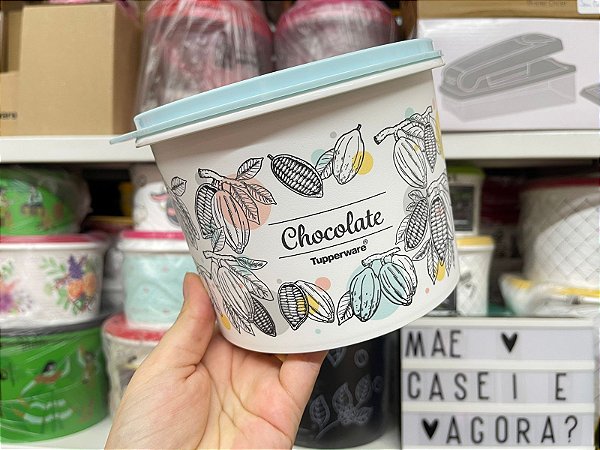 Chocolate
Tupperware®
MAE ♥
CASEI E
♥AGORA?